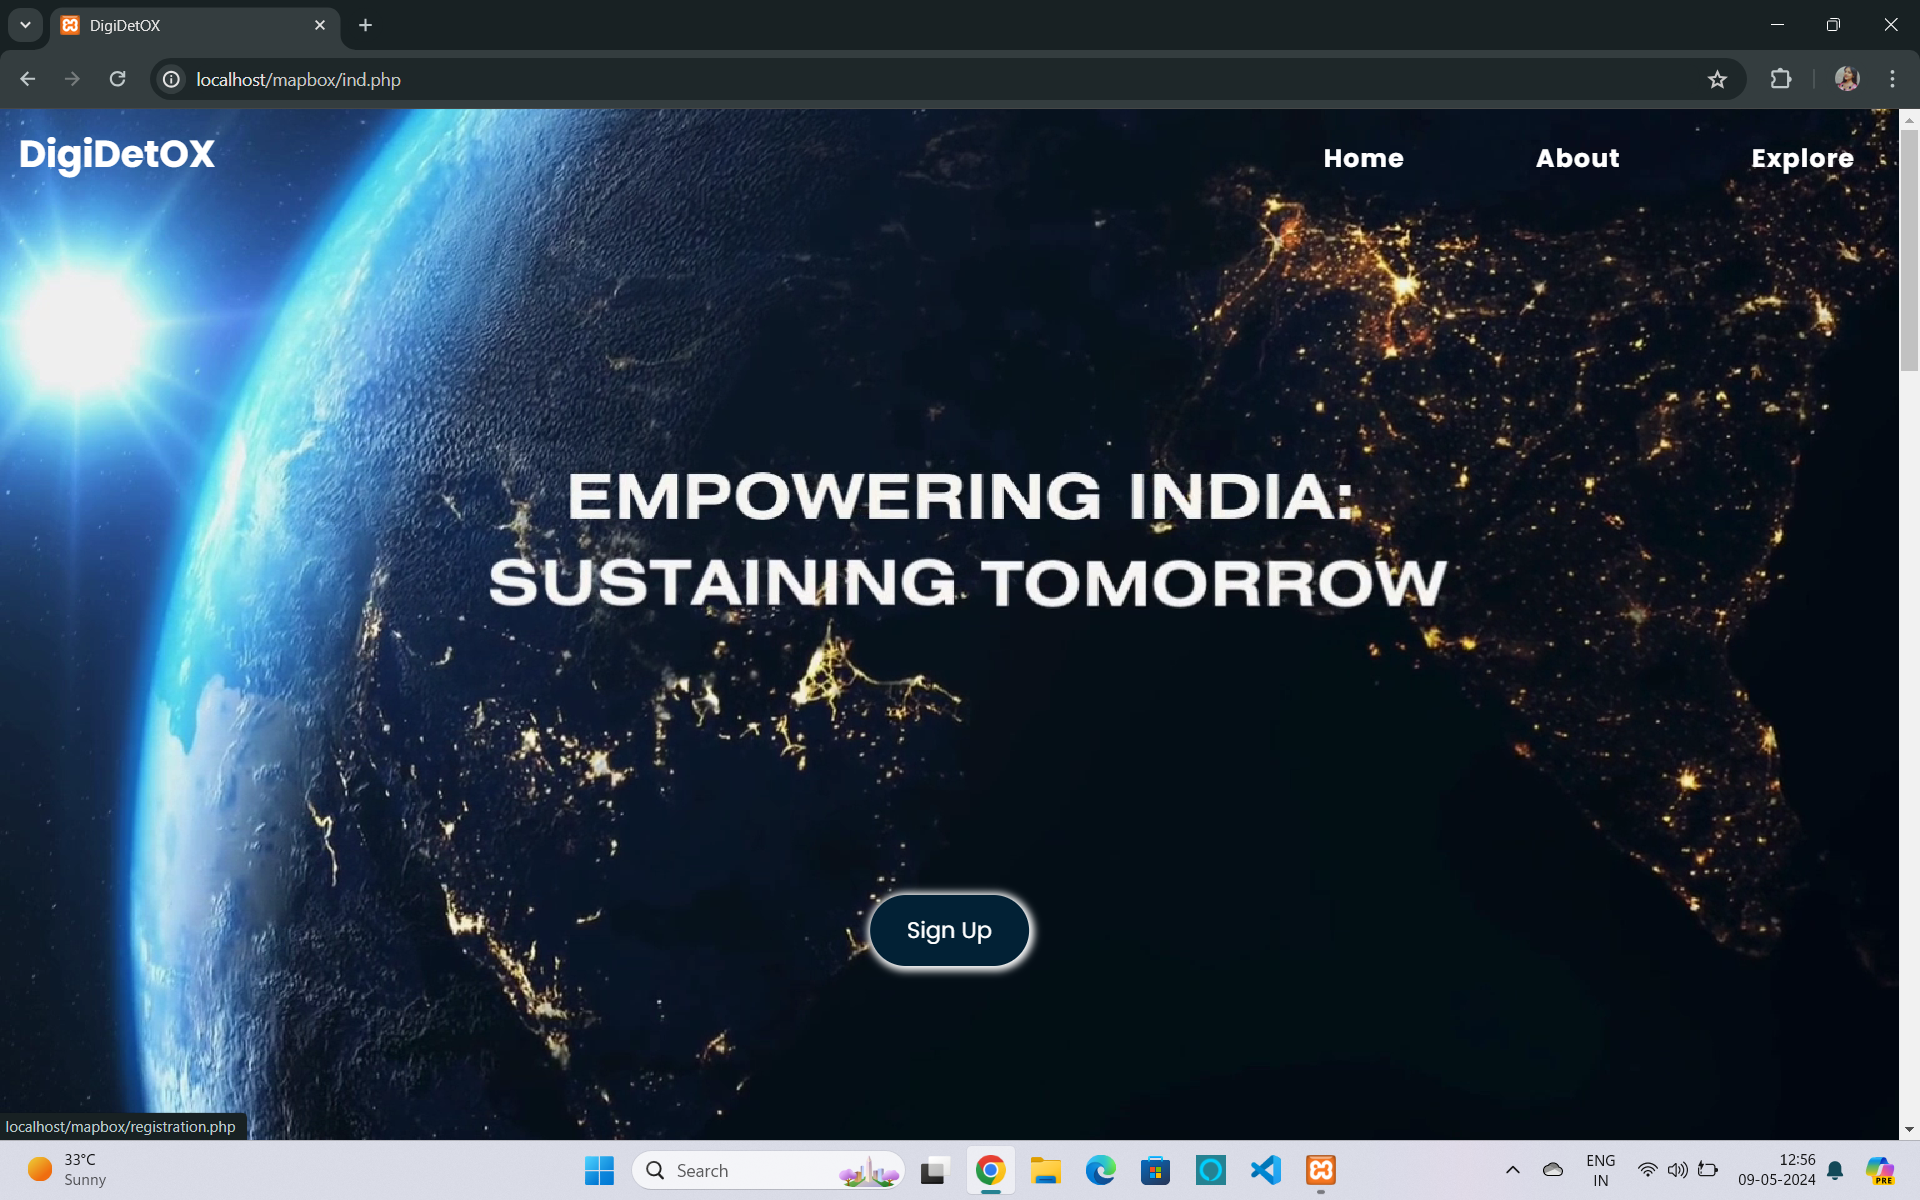 DigiDetOX
localhost/mapbox/ind.php
DigiDetOX
Home
About
Explore
EMPOWERING INDIA:
SUSTAINING TOMORROW
Sign Up
localhost/mapbox/registration.php
33°C
Sunny
Search
ENG
IN
12:56
09-05-2024
PRE